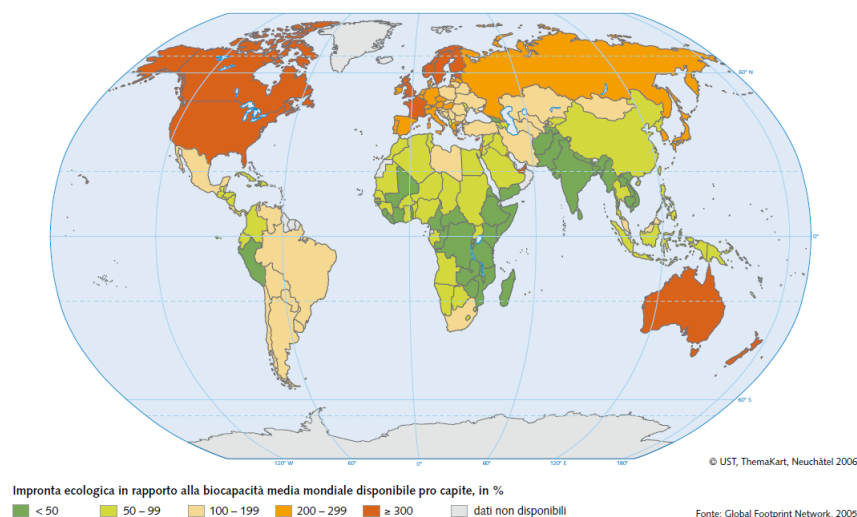 60° N
0°
60° S
120° W 60° 0° 60° 120° E 180°
© UST, ThemaKart, Neuchâtel 2006
Impronta ecologica in rapporto alla biocapacità media mondiale disponibile pro capite, in %
< 50 50 – 99 100 – 199 200 – 299 ≥ 300 dati non disponibili
Fonte: Global Footprint Network, 2005